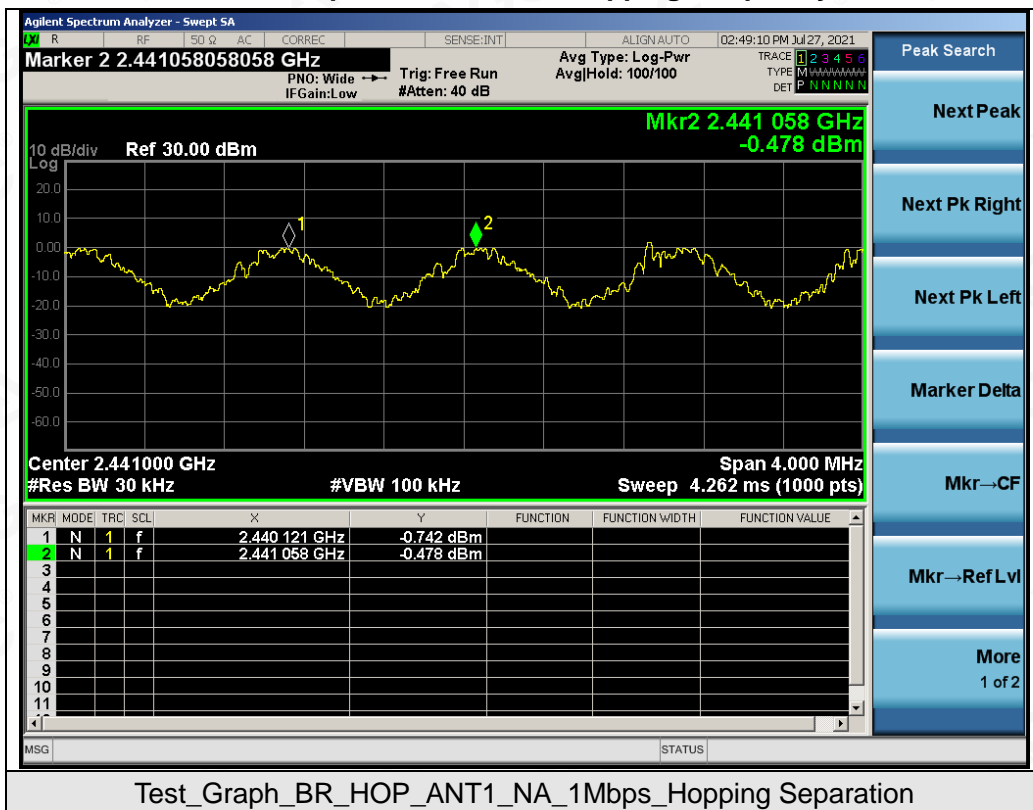 Agilent Spectrum Analyzer - Swept SA
LXI R RF 50 Ω AC CORREC SENSE:INT ALIGN AUTO 02:49:10 PM Jul 27, 2021
Marker 2 2.441058058058 GHz
PNO: Wide
IFGain:Low
Trig: Free Run
#Atten: 40 dB
Avg Type: Log-Pwr
Avg|Hold: 100/100
TRACE 1 2 3 4 5 6
TYPE M WWWWW
DET P N N N N N
Mkr2 2.441 058 GHz
-0.478 dBm
10 dB/div Ref 30.00 dBm
Log
20.0
10.0
0.00
-10.0
-20.0
-30.0
-40.0
-50.0
-60.0
1
2
Center 2.441000 GHz Span 4.000 MHz
#Res BW 30 kHz #VBW 100 kHz Sweep 4.262 ms (1000 pts)
MKR MODE TRC SCL X Y FUNCTION FUNCTION WIDTH FUNCTION VALUE
1 N 1 f 2.440 121 GHz -0.742 dBm
2 N 1 f 2.441 058 GHz -0.478 dBm
3
4
5
6
7
8
9
10
11
MSG STATUS
Peak Search
Next Peak
Next Pk Right
Next Pk Left
Marker Delta
Mkr→CF
Mkr→Ref Lvl
More
1 of 2
Test_Graph_BR_HOP_ANT1_NA_1Mbps_Hopping Separation